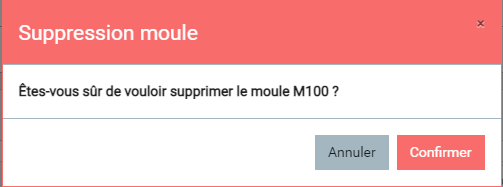 Suppression moule
×
Êtes-vous sûr de vouloir supprimer le moule M100 ?
Annuler
Confirmer